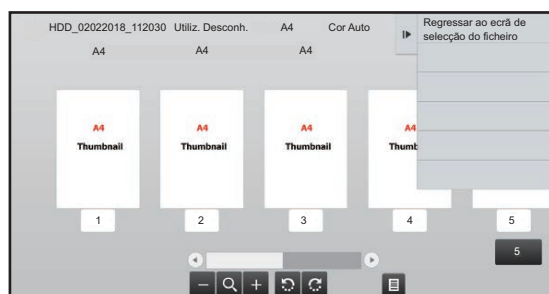 HDD_02022018_112030 Utiliz. Desconh. A4 Cor Auto
Regressar ao ecrã de
selecção do ficheiro
A4 A4 A4
A4 A4 A4 A4
Thumbnail Thumbnail Thumbnail Thumb
1 2 3 4 5
5